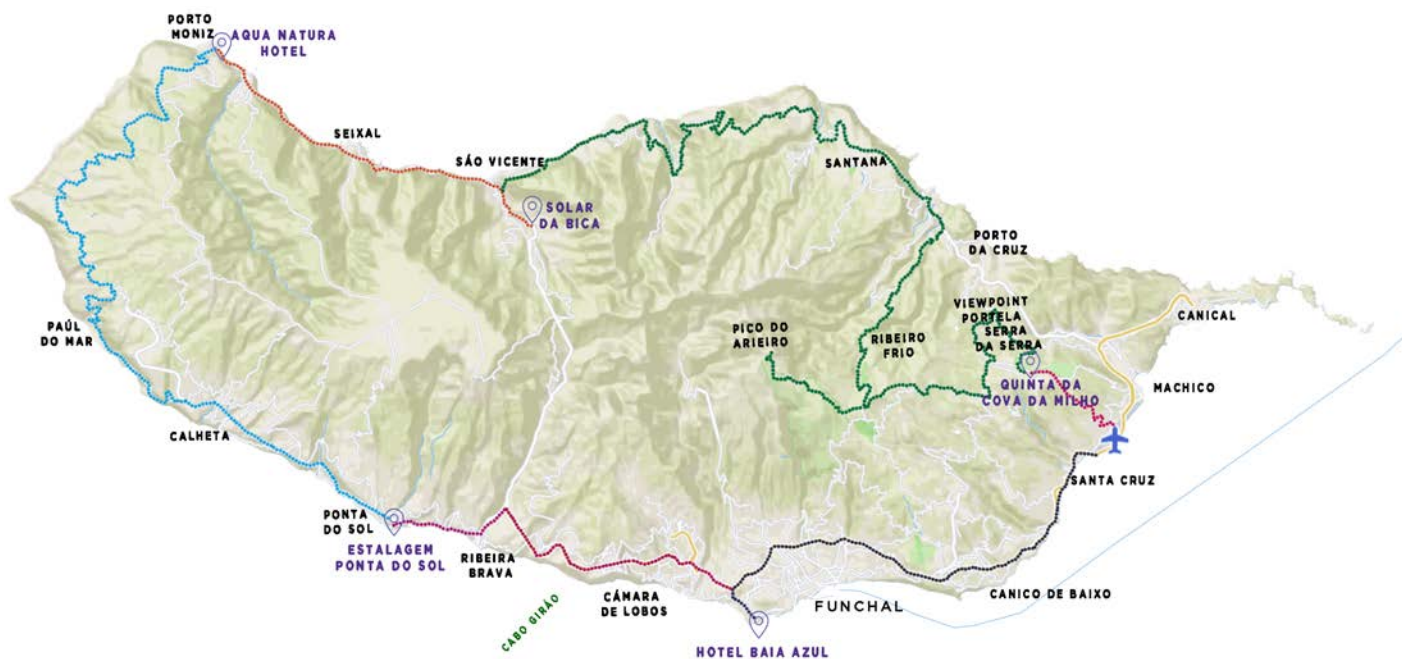 PORTO
MONIZ
AQUA NATURA
HOTEL
SEIXAL
SÁO VICENTE
SOLAR
DA BICA
SANTANA
PORTO
DA CRUZ
VIEWPOINT
PORTELA
SERRA
DA SERRA
CANICAL
PAÚL
DO MAR
PICO DO
ARIEIRO
RIBEIRO
FRIO
QUINTA DA
COVA DA MILHO
MACHICO
CALHETA
SANTA CRUZ
PONTA
DO SOL
ESTALAGEM
PONTA DO SOL
RIBEIRA
BRAVA
CABO GIRÃO
CÁMARA
DE LOBOS
FUNCHAL
CANICO DE BAIXO
HOTEL BAIA AZUL